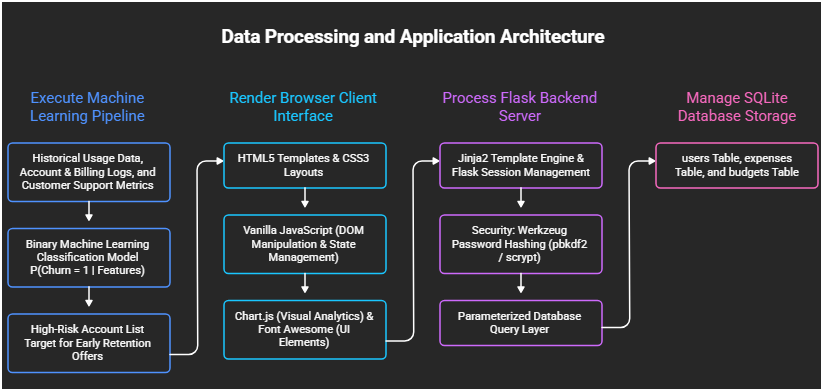 Data Processing and Application Architecture
Execute Machine
Learning Pipeline
Historical Usage Data,
Account & Billing Logs, and
Customer Support Metrics
Binary Machine Learning
Classification Model
P(Churn = 1 | Features)
High-Risk Account List
Target for Early Retention
Offers
Render Browser Client
Interface
HTML5 Templates & CSS3
Layouts
Vanilla JavaScript (DOM
Manipulation & State
Management)
Chart.js (Visual Analytics) &
Font Awesome (UI
Elements)
Process Flask Backend
Server
Jinja2 Template Engine &
Flask Session Management
Security: Werkzeug
Password Hashing (pbkdf2
/ scrypt)
Parameterized Database
Query Layer
Manage SQLite
Database Storage
users Table, expenses
Table, and budgets Table